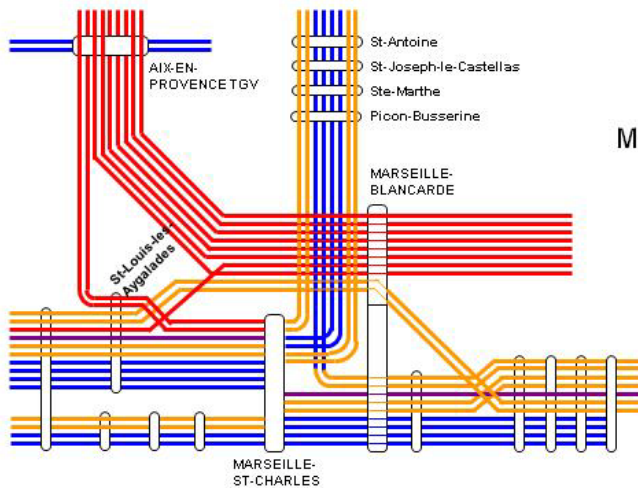 St-Antoine
St-Joseph-le-Castellas
AIX-EN-
PROVENCE TGV
Ste-Marthe
Picon-Busserine
M
MARSEILLE-
BLANCARDE
St-Louis-les-
Aygalades
MARSEILLE-
ST-CHARLES